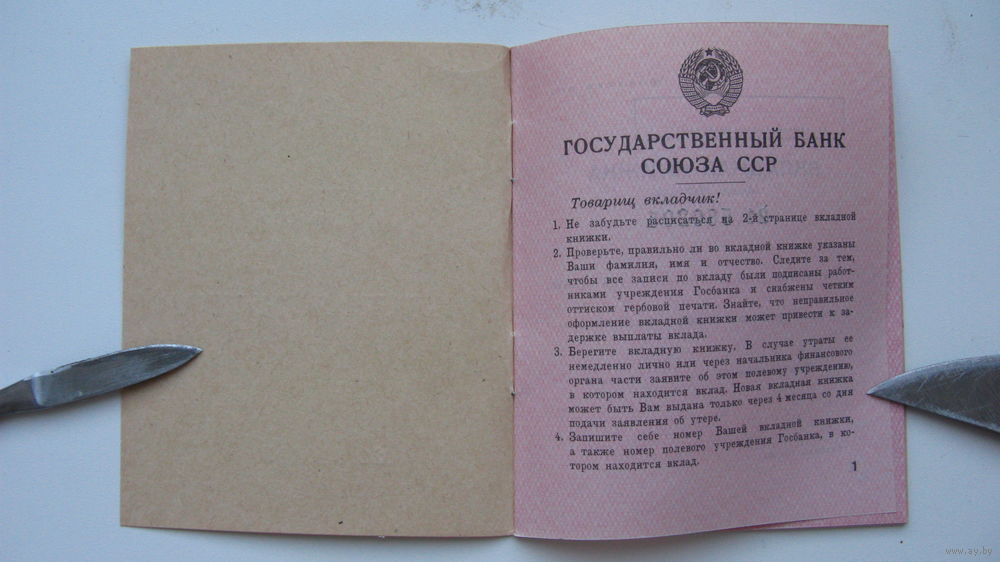 ГОСУДАРСТВЕННЫЙ БАНК
СОЮЗА ССР
Товарищ вкладчик!
1. Не забудьте расписаться на 2-й странице вкладной
книжки.
2. Проверьте, правильно ли во вкладной книжке указаны
Ваши фамилия, имя и отчество. Следите за тем,
чтобы все записи по вкладу были подписаны работ-
никами учреждения Госбанка и снабжены четким
оттиском гербовой печати. Знайте, что неправильное
оформление вкладной книжки может привести к за-
держке выплаты вклада.
3. Берегите вкладную книжку. В случае утраты ее
немедленно лично или через начальника финансового
органа части заявите об этом полевому учреждению,
в котором находится вклад. Новая вкладная книжка
может быть Вам выдана только через 4 месяца со дня
подачи заявления об утере.
4. Запишите себе номер Вашей вкладной книжки,
а также номер полевого учреждения Госбанка, в ко-
тором находится вклад.
1
www.ay.by